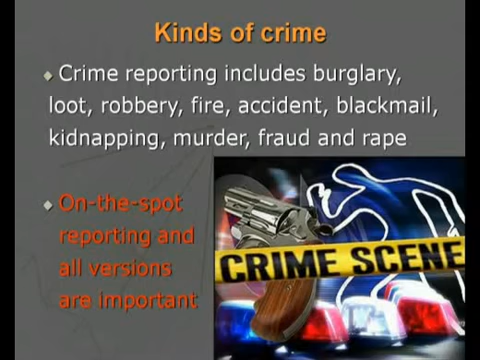 Kinds of crime
Crime reporting includes burglary,
loot, robbery, fire, accident, blackmail,
kidnapping, murder, fraud and rape
On-the-spot
reporting and
all versions
are important
CRIME SCENE